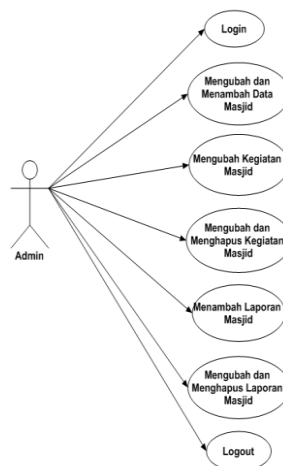 Login
Mengubah dan
Menambah Data
Masjid
Mengubah Kegiatan
Masjid
Admin
Mengubah dan
Menghapus Kegiatan
Masjid
Menambah Laporan
Masjid
Mengubah dan
Menghapus Laporan
Masjid
Logout